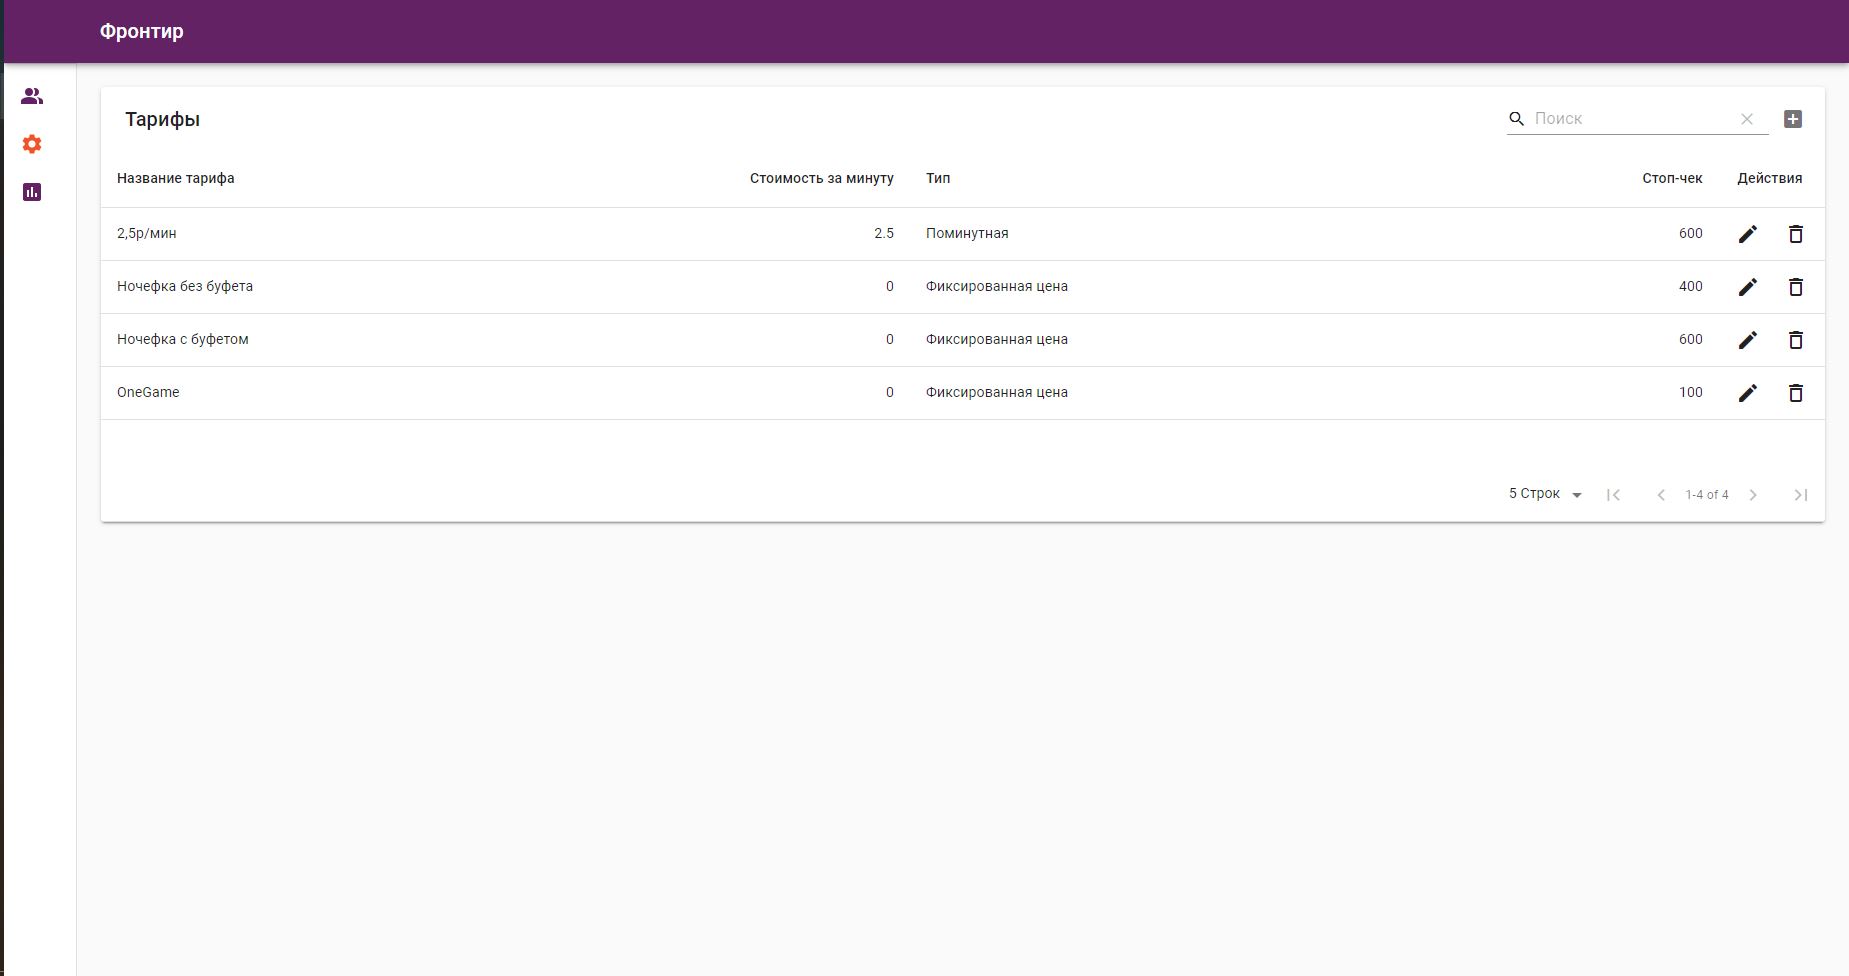 Фронтир
Тарифы
Поиск
Название тарифа Стоимость за минуту Тип Стоп-чек Действия
2,5р/мин 2.5 Поминутная 600
Ночефка без буфета 0 Фиксированная цена 400
Ночефка с буфетом 0 Фиксированная цена 600
OneGame 0 Фиксированная цена 100
5 Строк 1-4 of 4